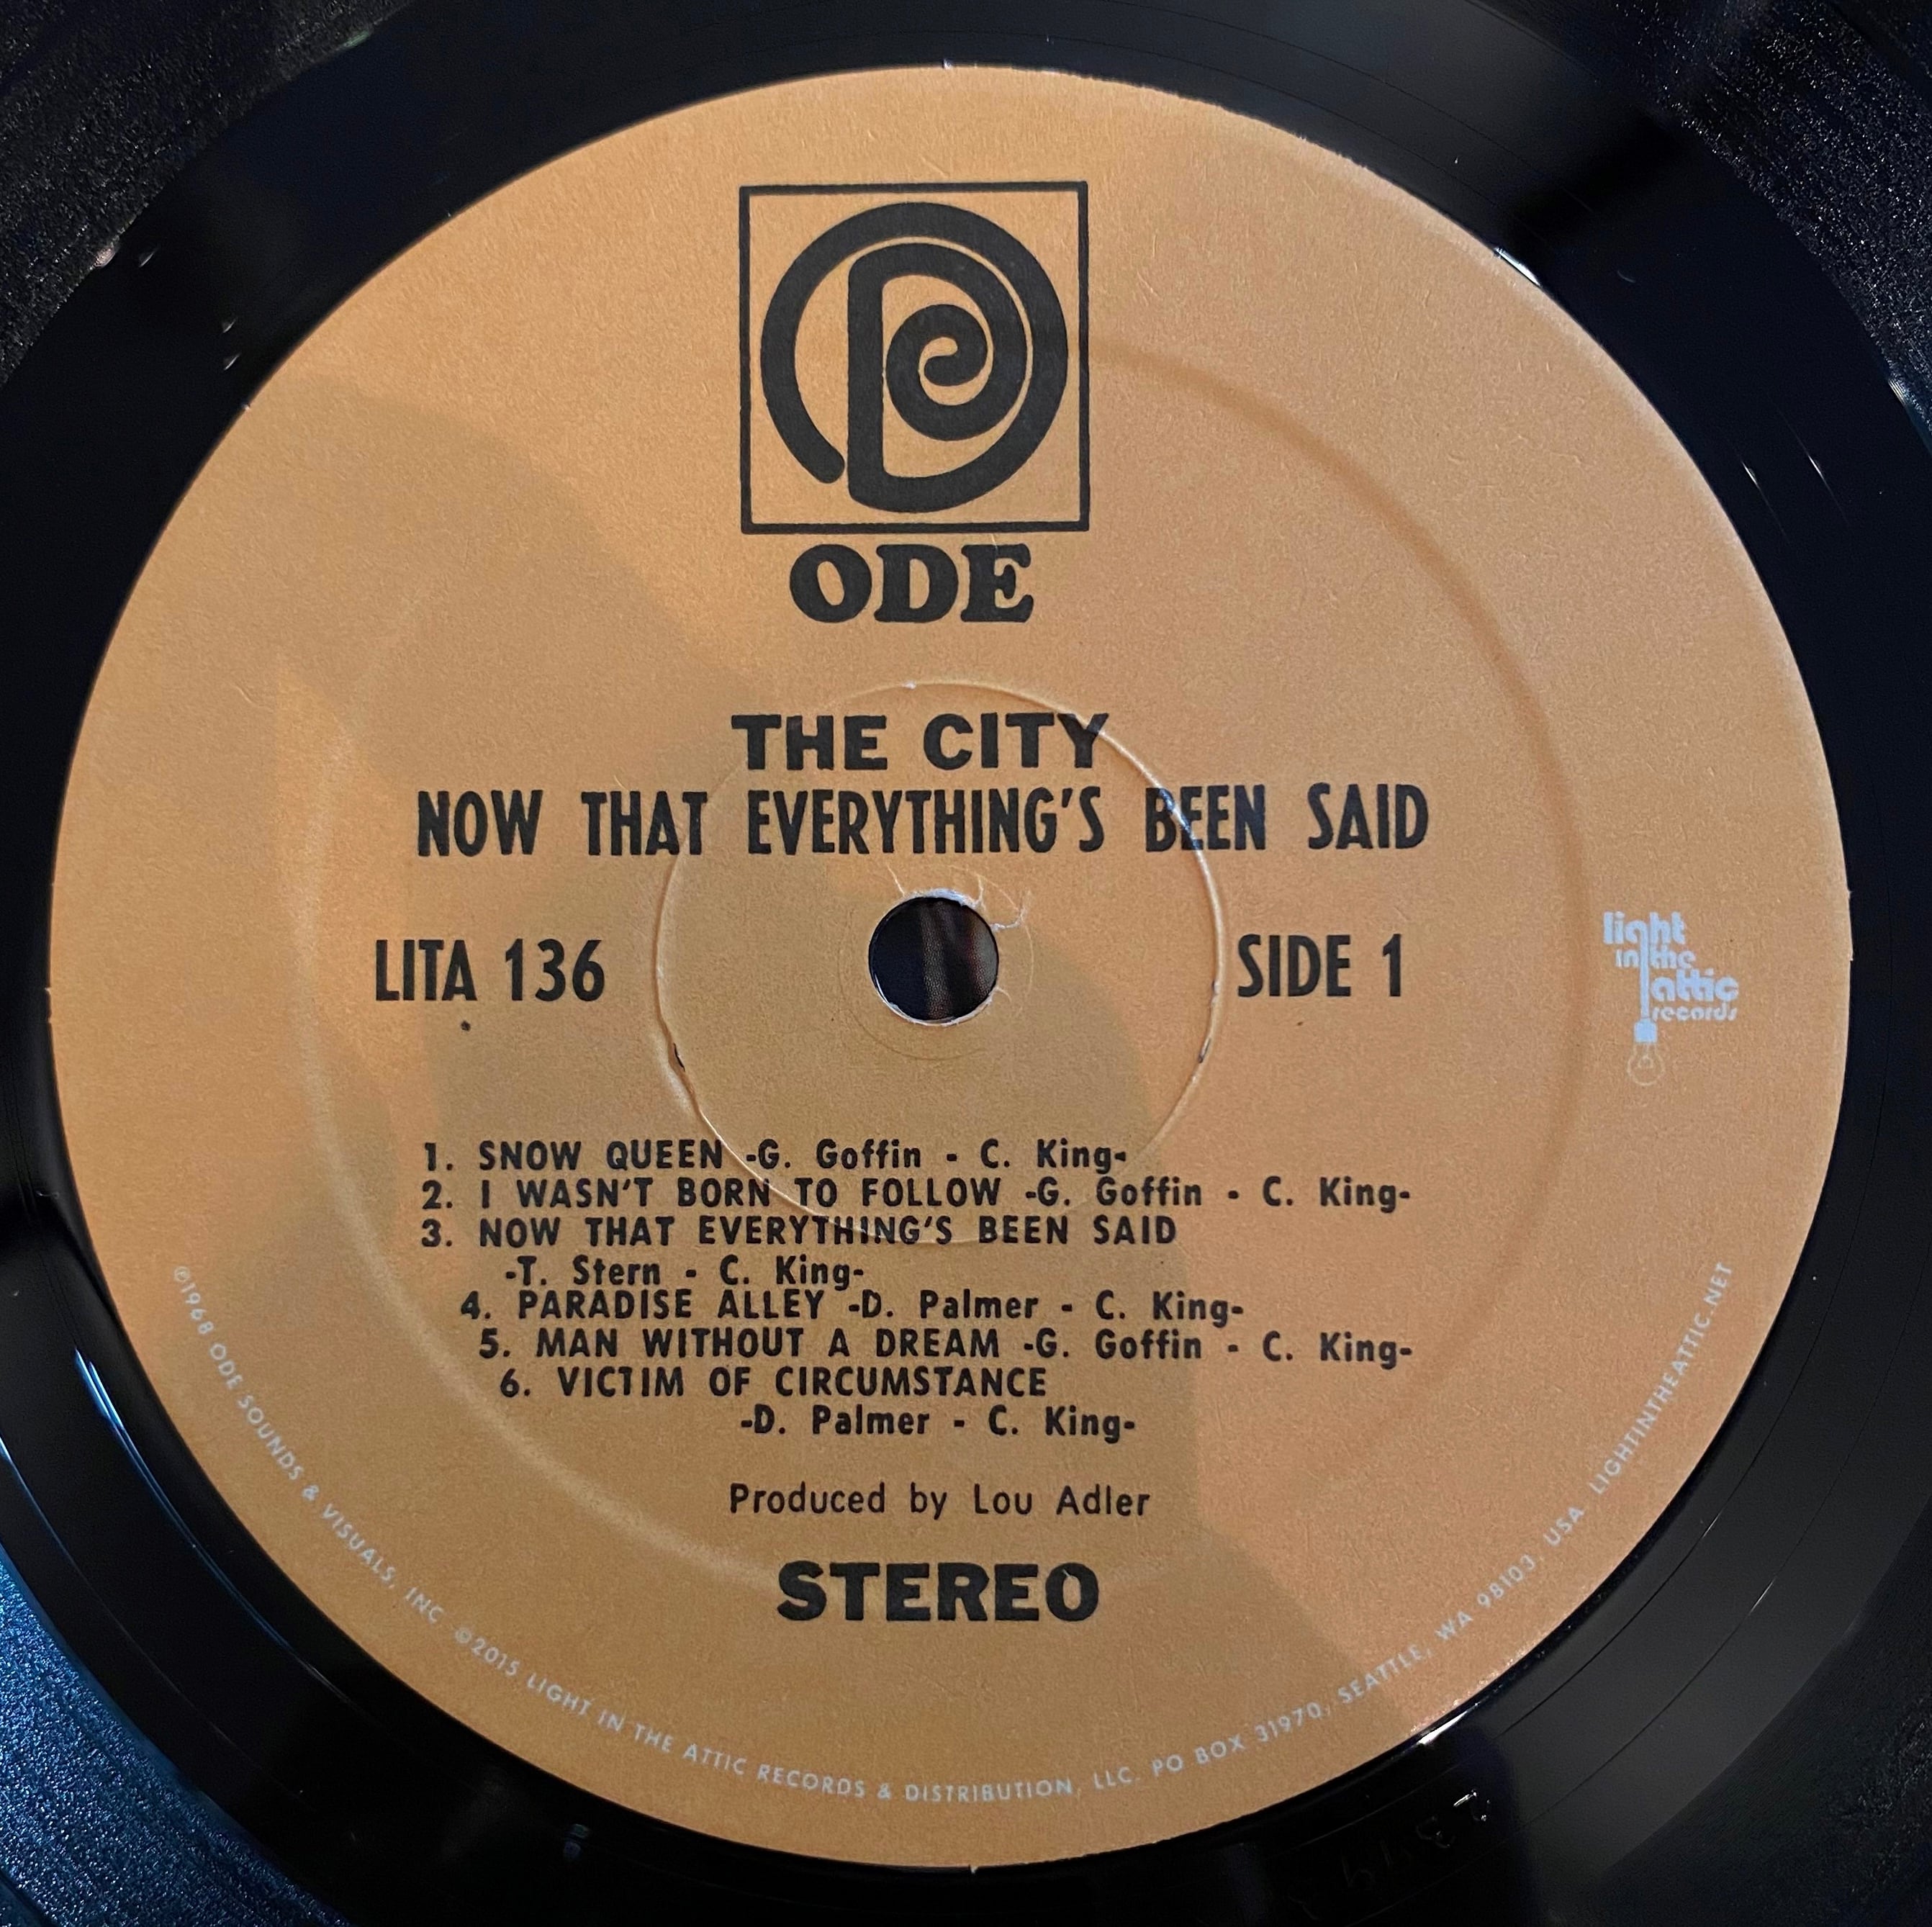 ODE
THE CITY
NOW THAT EVERYTHING'S BEEN SAID
LITA 136
SIDE 1
light
in the
attic
records
1. SNOW QUEEN -G. Goffin - C. King-
2. I WASN'T BORN TO FOLLOW -G. Goffin - C. King-
3. NOW THAT EVERYTHING'S BEEN SAID
-T. Stern - C. King-
4. PARADISE ALLEY -D. Palmer - C. King-
5. MAN WITHOUT A DREAM -G. Goffin - C. King-
6. VICTIM OF CIRCUMSTANCE
-D. Palmer - C. King-
Produced by Lou Adler
STEREO
℗1968 ODE SOUNDS & VISUALS, INC ©2015 LIGHT IN THE ATTIC RECORDS & DISTRIBUTION, LLC. PO BOX 31970, SEATTLE, WA 98103, USA LIGHTINTHEATTIC.NET